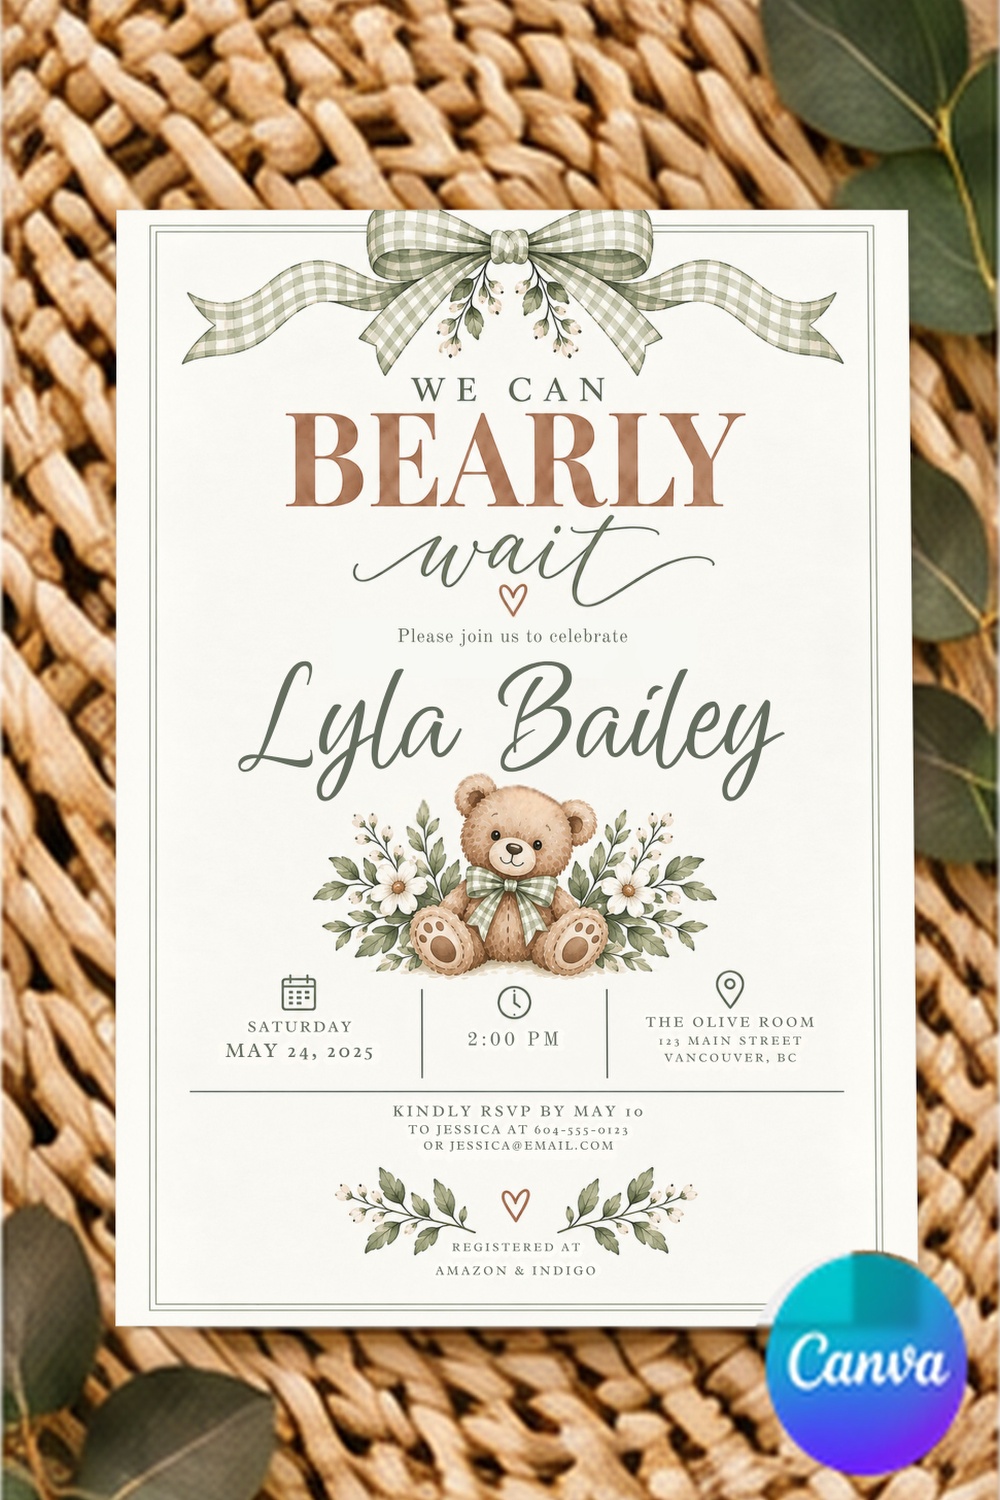 WE CAN
BEARLY
wait
Please join us to celebrate
Lyla Bailey
SATURDAY
MAY 24, 2025
2:00 PM
THE OLIVE ROOM
123 MAIN STREET
VANCOUVER, BC
KINDLY RSVP BY MAY 10
TO JESSICA AT 604-555-0123
OR JESSICA@EMAIL.COM
REGISTERED AT
AMAZON & INDIGO
Canva